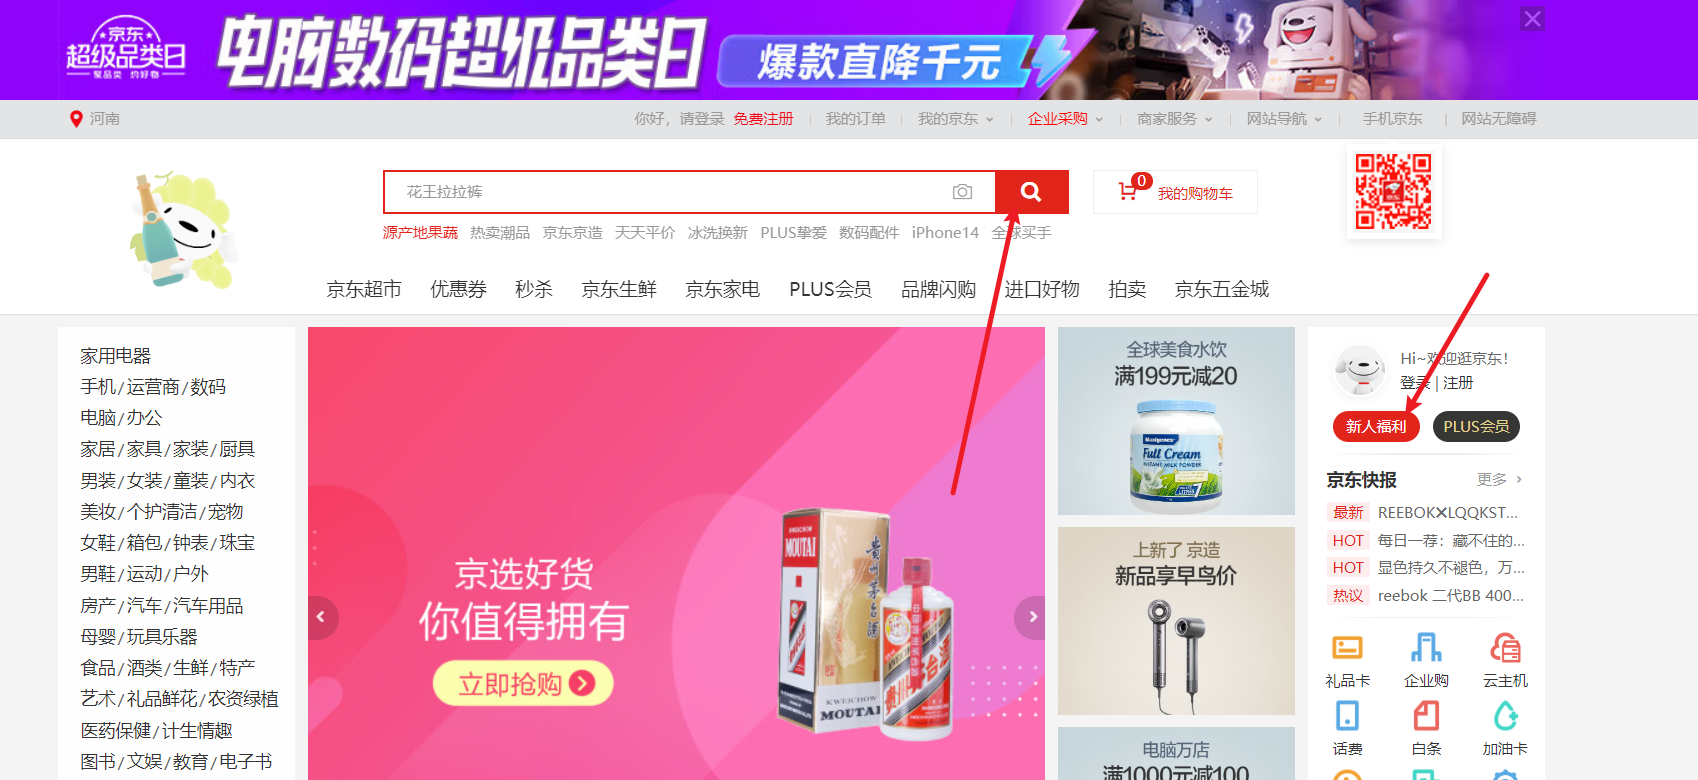 京东
超级品类日
聚品类 约好物
电脑数码超级品类日
爆款直降千元
河南
你好，请登录 免费注册 我的订单 我的京东 企业采购 商家服务 网站导航 手机京东 网站无障碍
花王拉拉裤
0 我的购物车
源产地果蔬 热卖潮品 京东京造 天天平价 冰洗换新 PLUS挚爱 数码配件 iPhone14 全球买手
京东超市 优惠券 秒杀 京东生鲜 京东家电 PLUS会员 品牌闪购 进口好物 拍卖 京东五金城
家用电器
手机/运营商/数码
电脑/办公
家居/家具/家装/厨具
男装/女装/童装/内衣
美妆/个护清洁/宠物
女鞋/箱包/钟表/珠宝
男鞋/运动/户外
房产/汽车/汽车用品
母婴/玩具乐器
食品/酒类/生鲜/特产
艺术/礼品鲜花/农资绿植
医药保健/计生情趣
图书/文娱/教育/电子书
京选好货
你值得拥有
立即抢购
KWEICHOW
MOUTAI
貴州茅台酒
KWEICHOW
MOUTAI
全球美食水饮
满199元减20
Maxigenes
Full Cream
INSTANT MILK POWDER
上新了 京造
新品享早鸟价
电脑万店
满1000元减100
Hi~欢迎逛京东！
登录 | 注册
新人福利 PLUS会员
京东快报 更多
最新 REEBOK✕LQQKST...
HOT 每日一荐：藏不住的...
HOT 显色持久不褪色，万...
热议 reebok 二代BB 400...
礼品卡 企业购 云主机
话费 白条 加油卡